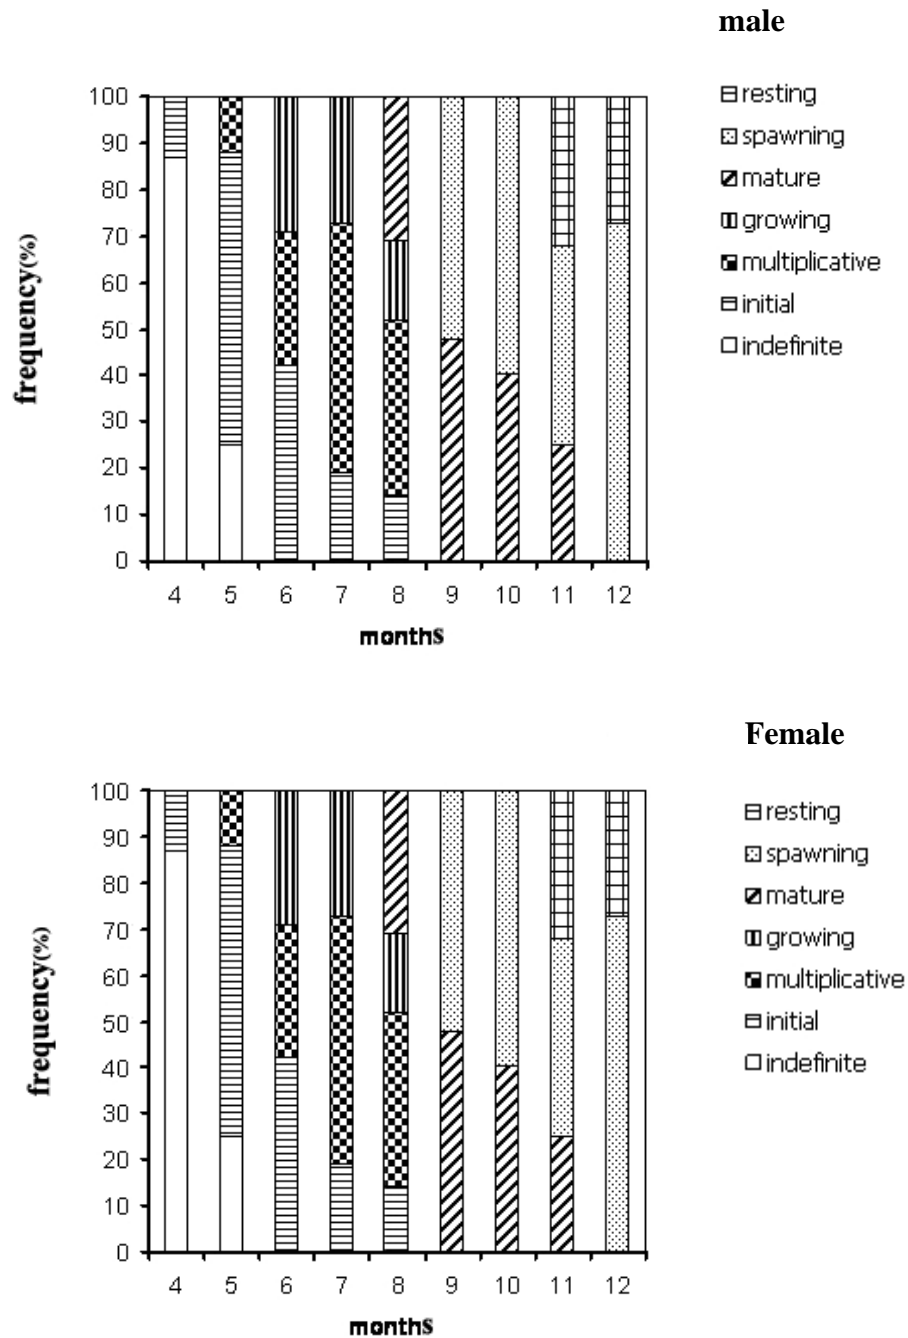 male
100
90
80
70
60
50
40
30
20
10
0
frequency(%)
4 5 6 7 8 9 10 11 12
months
resting
spawning
mature
growing
multiplicative
initial
indefinite
Female
100
90
80
70
60
50
40
30
20
10
0
frequency(%)
4 5 6 7 8 9 10 11 12
months
resting
spawning
mature
growing
multiplicative
initial
indefinite